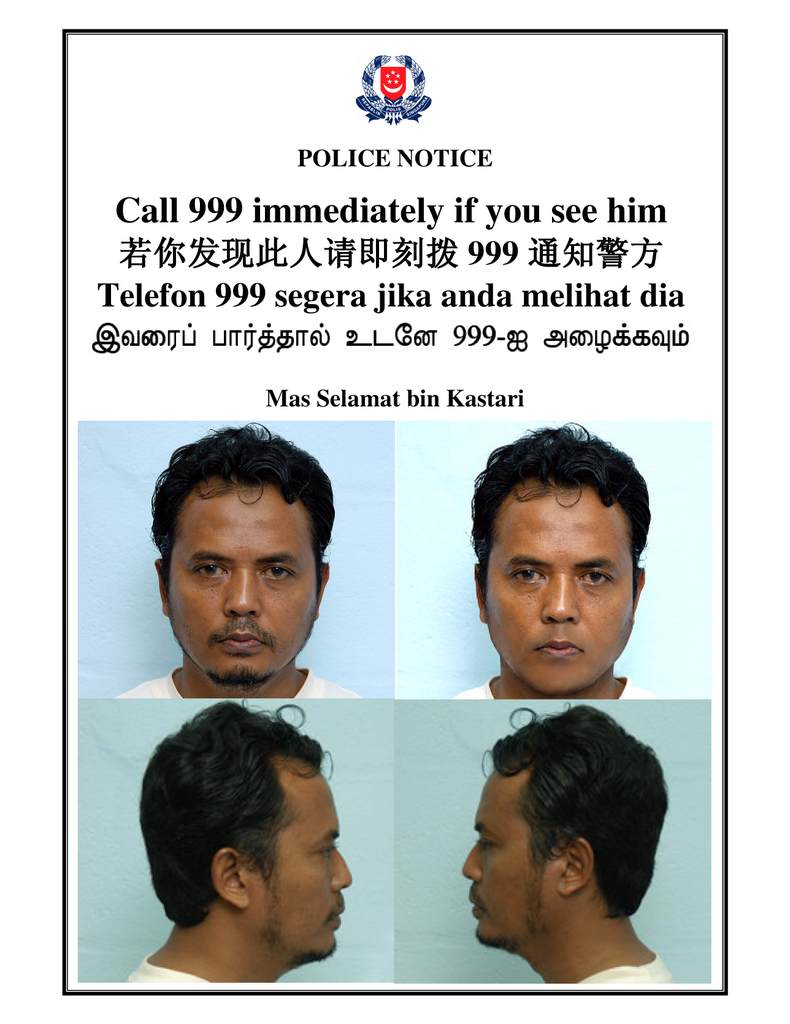 POLICE NOTICE
Call 999 immediately if you see him
若你发现此人请即刻拨 999 通知警方
Telefon 999 segera jika anda melihat dia
இவரைப் பார்த்தால் உடனே 999-ஐ அழைக்கவும்
Mas Selamat bin Kastari